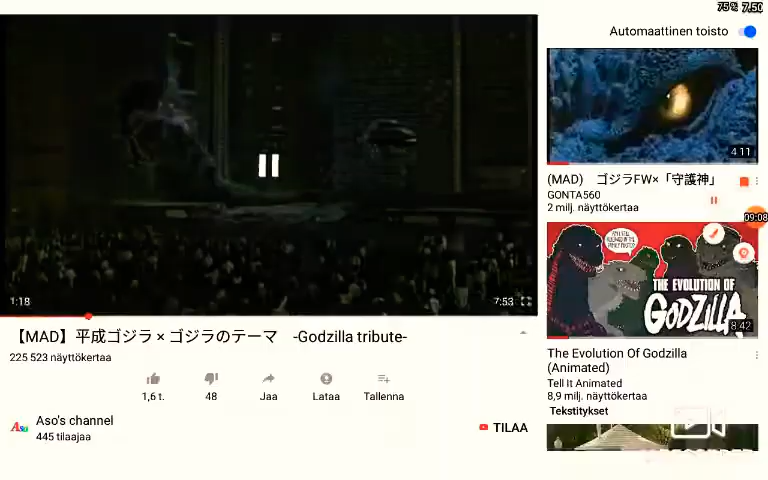 75% 7.50
Automaattinen toisto
4:11
(MAD) ゴジラFW×「守護神」
GONTA560
2 milj. näyttökertaa
09:08
THE EVOLUTION OF
GODZILLA
8:42
The Evolution Of Godzilla
(Animated)
Tell It Animated
8,9 milj. näyttökertaa
Tekstitykset
1:18
7:53
【MAD】平成ゴジラ × ゴジラのテーマ -Godzilla tribute-
225 523 näyttökertaa
1,6 t.
48
Jaa
Lataa
Tallenna
Aso
Aso's channel
445 tilaajaa
TILAA